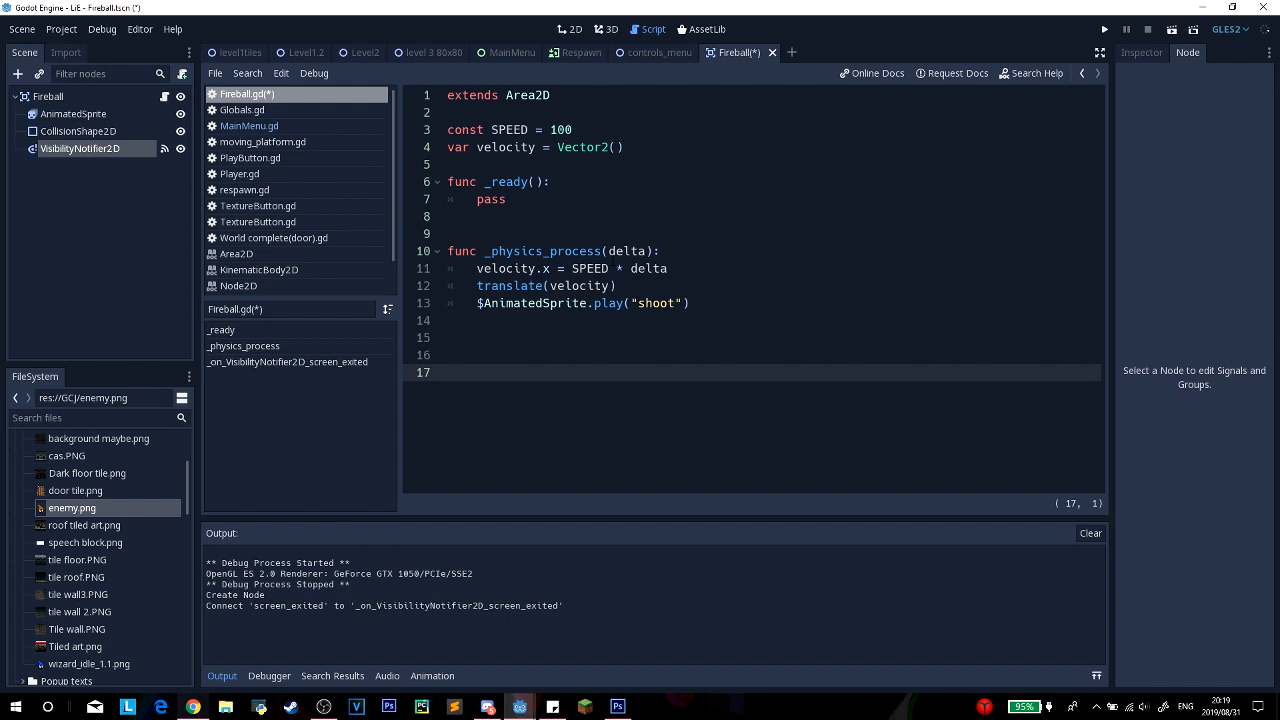 Godot Engine - LiE - Fireball.tscn (*)
Scene Project Debug Editor Help
2D 3D Script AssetLib
GLES2
Scene Import
level1tiles Level1.2 Level2 level 3 80x80 MainMenu Respawn controls_menu Fireball(*)
Inspector Node
Filter nodes
File Search Edit Debug
Online Docs Request Docs Search Help
Fireball
AnimatedSprite
CollisionShape2D
VisibilityNotifier2D
Fireball.gd(*)
Globals.gd
MainMenu.gd
moving_platform.gd
PlayButton.gd
Player.gd
respawn.gd
TextureButton.gd
TextureButton.gd
World complete(door).gd
Area2D
KinematicBody2D
Node2D
Fireball.gd(*)
_ready
_physics_process
_on_VisibilityNotifier2D_screen_exited
1 extends Area2D
2
3 const SPEED = 100
4 var velocity = Vector2()
5
6 func _ready():
7 pass
8
9
10 func _physics_process(delta):
11 velocity.x = SPEED * delta
12 translate(velocity)
13 $AnimatedSprite.play("shoot")
14
15
16
17
( 17, 1)
Select a Node to edit Signals and
Groups.
FileSystem
res://GCJ/enemy.png
Search files
background maybe.png
cas.PNG
Dark floor tile.png
door tile.png
enemy.png
roof tiled art.png
speech block.png
tile floor.PNG
tile roof.PNG
tile wall3.PNG
tile wall 2.PNG
Tile wall.PNG
Tiled art.png
wizard_idle_1.1.png
Popup texts
Output:
Clear
** Debug Process Started **
OpenGL ES 2.0 Renderer: GeForce GTX 1050/PCIe/SSE2
** Debug Process Stopped **
Create Node
Connect 'screen_exited' to '_on_VisibilityNotifier2D_screen_exited'
Output Debugger Search Results Audio Animation
95%
20:19
2019/08/31